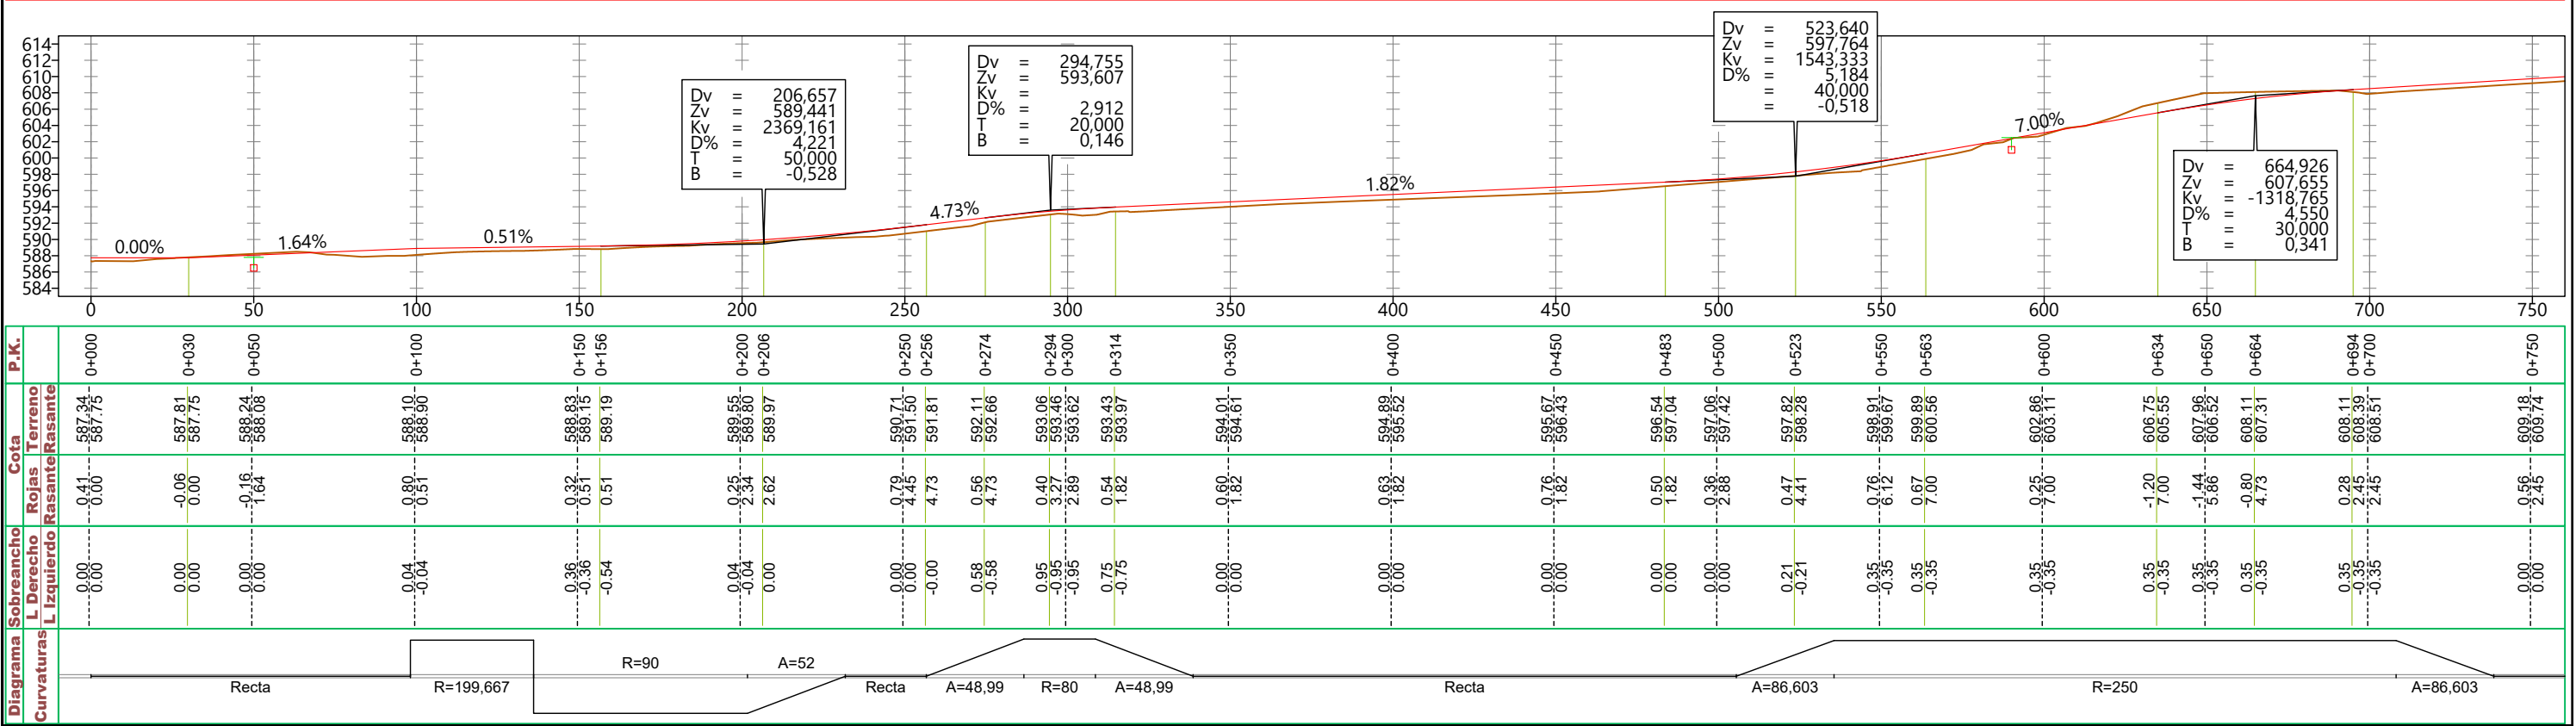 Dv = 523,640
Zv = 597,764
Kv = 1543,333
D% = 5,184
= 40,000
= -0,518
Dv = 294,755
Zv = 593,607
Kv =
D% = 2,912
T = 20,000
B = 0,146
Dv = 206,657
Zv = 589,441
Kv = 2369,161
D% = 4,221
T = 50,000
B = -0,528
Dv = 664,926
Zv = 607,655
Kv = -1318,765
D% = 4,550
T = 30,000
B = 0,341
614
612
610
608
606
604
602
600
598
596
594
592
590
588
586
584
0.00% 1.64% 0.51% 4.73% 1.82% 7.00%
0 50 100 150 200 250 300 350 400 450 500 550 600 650 700 750
P.K.
0+000 0+030 0+050 0+100 0+150 0+156 0+200 0+206 0+250 0+256 0+274 0+294 0+300 0+314 0+350 0+400 0+450 0+483 0+500 0+523 0+550 0+563 0+600 0+634 0+650 0+664 0+694 0+700 0+750
Cota
Terreno
587.34 587.81 588.24 588.10 588.83 589.55 590.71 592.11 593.06 593.43 594.01 594.89 595.67 596.54 597.06 597.82 598.91 599.89 602.86 606.75 607.96 608.11 608.11 609.18
Rasante
587.75 587.75 588.08 588.90 589.15 589.19 589.80 589.97 591.50 591.81 592.66 593.46 593.62 593.97 594.61 595.52 596.43 597.04 597.42 598.28 599.67 600.56 603.11 605.55 606.52 607.31 608.39 608.51 609.74
Rojas
0.41 -0.06 -0.16 0.80 0.32 0.25 0.79 0.56 0.40 0.54 0.60 0.63 0.76 0.50 0.36 0.47 0.76 0.67 0.25 -1.20 -1.44 -0.80 0.28 0.56
Rasante
0.00 0.00 1.64 0.51 0.51 0.51 2.34 2.62 4.45 4.73 4.73 3.27 2.89 1.82 1.82 1.82 1.82 1.82 2.88 4.41 6.12 7.00 7.00 7.00 5.86 4.73 2.45 2.45 2.45
Sobreancho
L Derecho
0.00 0.00 0.00 0.04 0.36 0.04 0.00 0.58 0.95 0.75 0.00 0.00 0.00 0.00 0.00 0.21 0.35 0.35 0.35 0.35 0.35 0.35 0.35 0.00
L Izquierdo
0.00 0.00 0.00 -0.04 -0.36 -0.54 -0.04 0.00 0.00 -0.00 -0.58 -0.95 -0.95 -0.75 0.00 0.00 0.00 0.00 0.00 -0.21 -0.35 -0.35 -0.35 -0.35 -0.35 -0.35 -0.35 -0.35 0.00
Diagrama
Curvaturas
R=90 A=52
Recta R=199,667 Recta A=48,99 R=80 A=48,99 Recta A=86,603 R=250 A=86,603